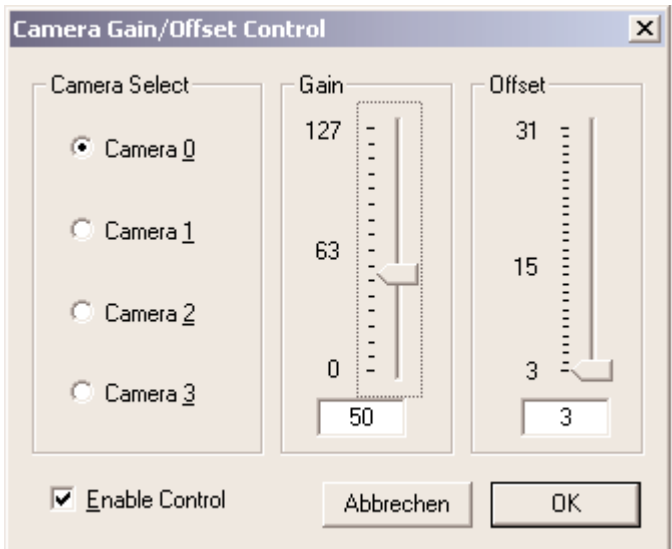 Camera Gain/Offset Control
Camera Select
Camera 0
Camera 1
Camera 2
Camera 3
Gain
127
63
0
50
Offset
31
15
3
3
Enable Control
Abbrechen
OK